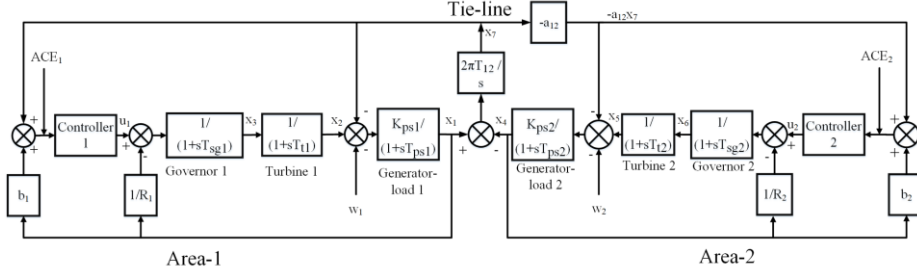 Tie-line
x7
-a12
-a12x7
ACE1
2πT12 /
s
ACE2
+
+
Controller
1
u1
+
-
1/
(1+sTsg1)
Governor 1
x3
1/
(1+sTt1)
Turbine 1
x2
-
-
Kps1/
(1+sTps1)
Generator-
load 1
x1
+
x4
-
Kps2/
(1+sTps2)
Generator-
load 2
-
-
x5
1/
(1+sTt2)
Turbine 2
x6
1/
(1+sTsg2)
Governor 2
u2
+
-
Controller
2
+
+
b1
1/R1
w1
w2
1/R2
b2
Area-1
Area-2